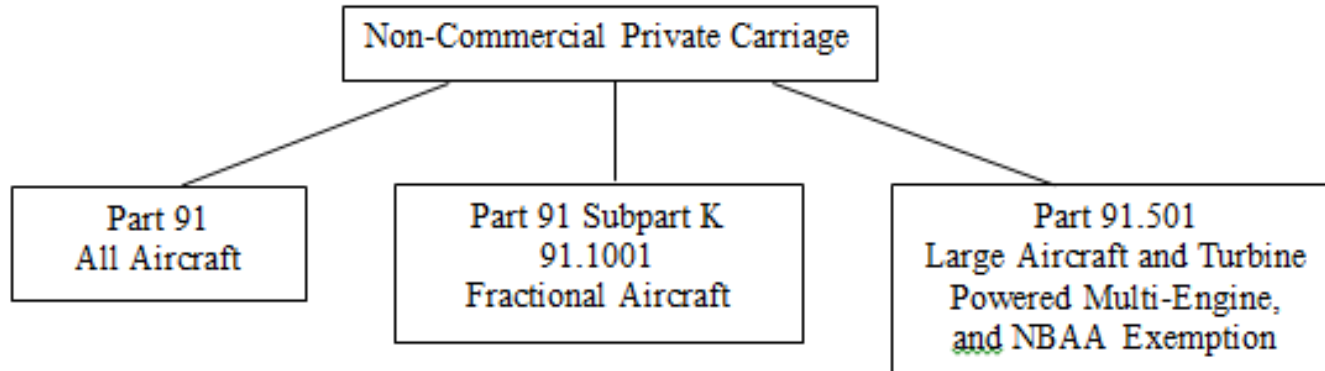 Non-Commercial Private Carriage
Part 91
All Aircraft
Part 91 Subpart K
91.1001
Fractional Aircraft
Part 91.501
Large Aircraft and Turbine
Powered Multi-Engine,
and NBAA Exemption